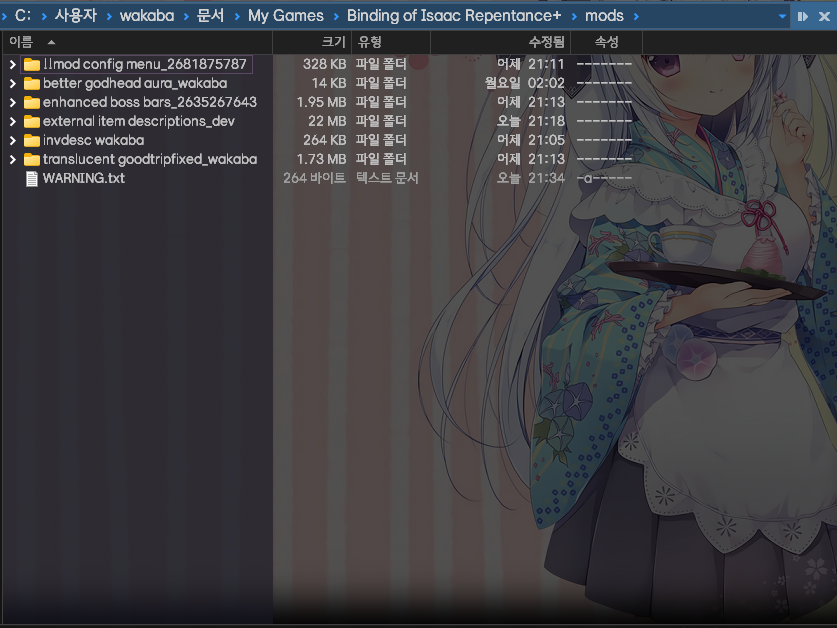 C: 사용자 wakaba 문서 My Games Binding of Isaac Repentance+ mods
이름 크기 유형 수정됨 속성
!!mod config menu_2681875787 328 KB 파일 폴더 어제 21:11 -------
better godhead aura_wakaba 14 KB 파일 폴더 월요일 02:02 -------
enhanced boss bars_2635267643 1.95 MB 파일 폴더 어제 21:13 -------
external item descriptions_dev 22 MB 파일 폴더 오늘 21:18 -------
invdesc wakaba 264 KB 파일 폴더 어제 21:05 -------
translucent goodtripfixed_wakaba 1.73 MB 파일 폴더 어제 21:13 -------
WARNING.txt 264 바이트 텍스트 문서 오늘 21:34 -a-----